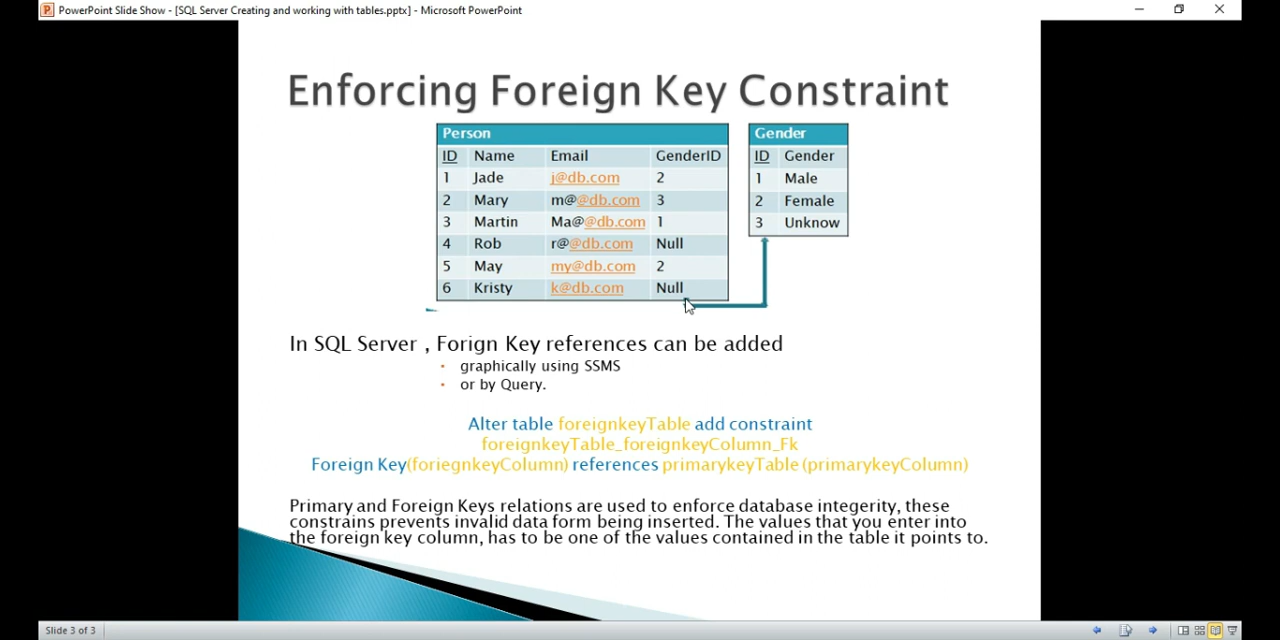 PowerPoint Slide Show - [SQL Server Creating and working with tables.pptx] - Microsoft PowerPoint
Enforcing Foreign Key Constraint
Person
ID Name Email GenderID
1 Jade j@db.com 2
2 Mary m@@db.com 3
3 Martin Ma@@db.com 1
4 Rob r@@db.com Null
5 May my@db.com 2
6 Kristy k@db.com Null
Gender
ID Gender
1 Male
2 Female
3 Unknow
In SQL Server , Forign Key references can be added
• graphically using SSMS
• or by Query.
Alter table foreignkeyTable add constraint
foreignkeyTable_foreignkeyColumn_Fk
Foreign Key(foriegnkeyColumn) references primarykeyTable (primarykeyColumn)
Primary and Foreign Keys relations are used to enforce database integerity, these
constrains prevents invalid data form being inserted. The values that you enter into
the foreign key column, has to be one of the values contained in the table it points to.
Slide 3 of 3